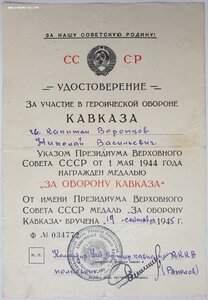 ЗА НАШУ СОВЕТСКУЮ РОДИНУ!
СС СР
УДОСТОВЕРЕНИЕ
ЗА УЧАСТИЕ В ГЕРОИЧЕСКОЙ ОБОРОНЕ
КАВКАЗА
гв. капитан Воронцов
Николай Васильевич
УКАЗОМ ПРЕЗИДИУМА ВЕРХОВНОГО
СОВЕТА СССР ОТ 1 МАЯ 1944 ГОДА
НАГРАЖДЕН МЕДАЛЬЮ
„ЗА ОБОРОНУ КАВКАЗА"
ОТ ИМЕНИ ПРЕЗИДИУМА ВЕРХОВНОГО
СОВЕТА СССР МЕДАЛЬ „ЗА ОБОРОНУ
КАВКАЗА" ВРУЧЕНА 19 сентября 1945 г.
Ф № 034772
М. П.